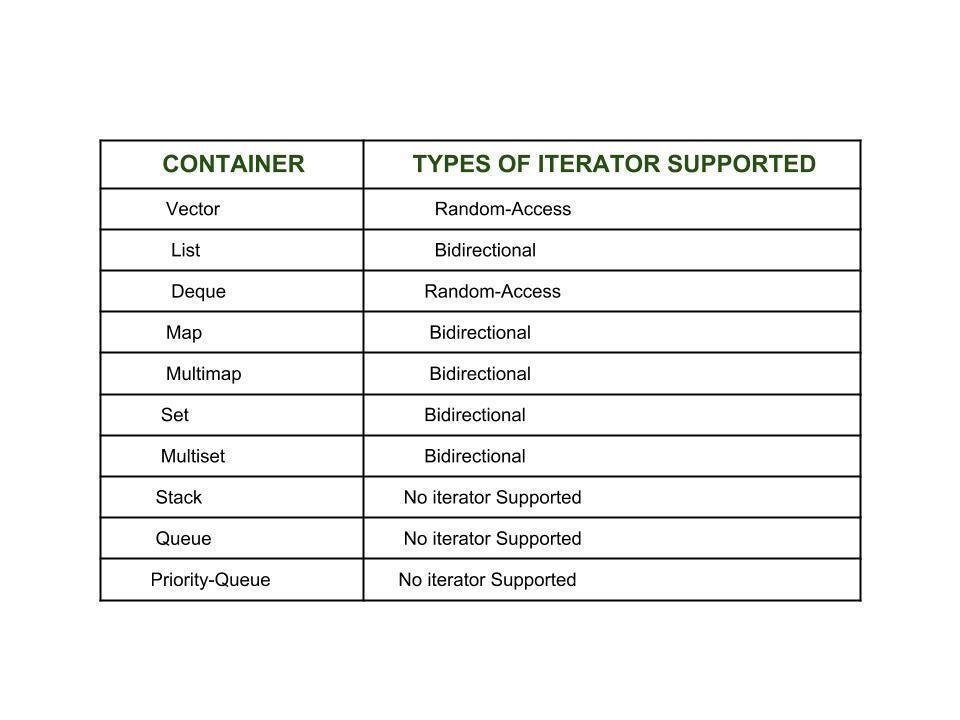 CONTAINER TYPES OF ITERATOR SUPPORTED
Vector Random-Access
List Bidirectional
Deque Random-Access
Map Bidirectional
Multimap Bidirectional
Set Bidirectional
Multiset Bidirectional
Stack No iterator Supported
Queue No iterator Supported
Priority-Queue No iterator Supported